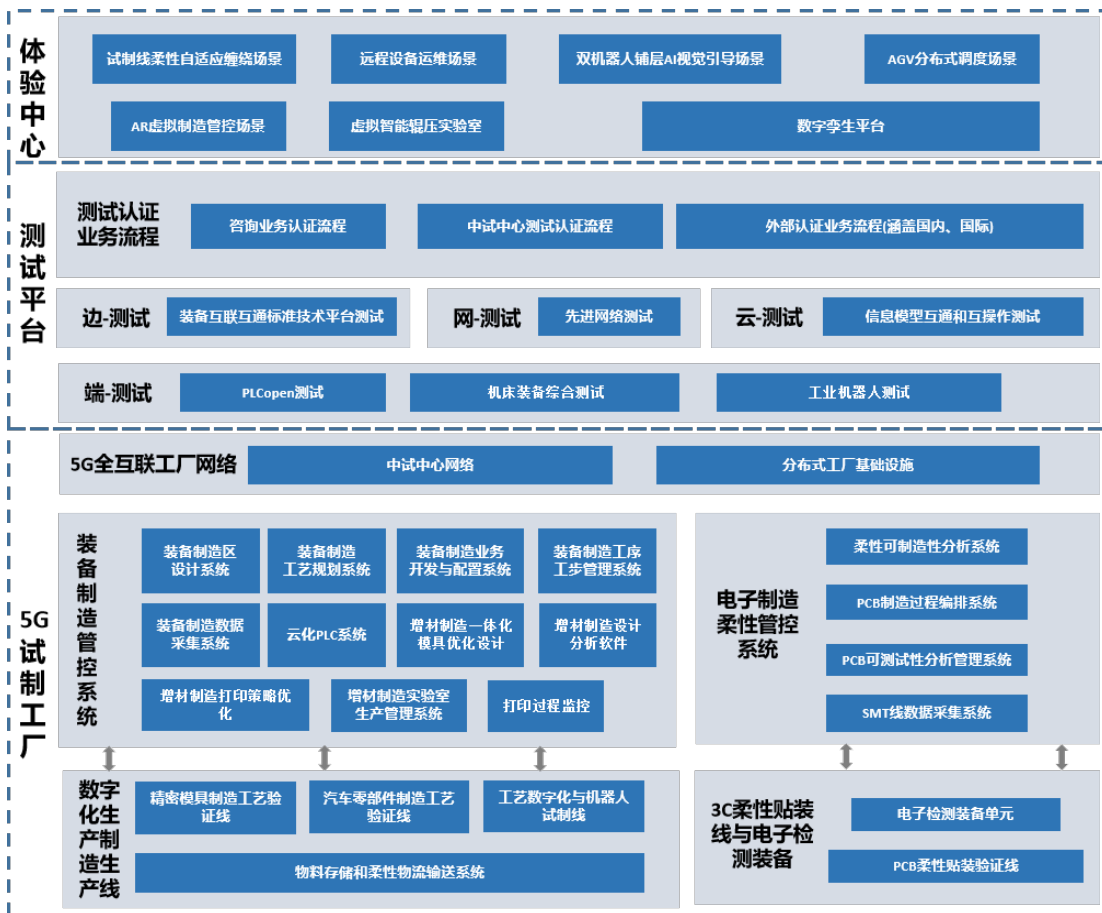 体验中心
试制线柔性自适应缠绕场景
远程设备运维场景
双机器人铺层AI视觉引导场景
AGV分布式调度场景
AR虚拟制造管控场景
虚拟智能辊压实验室
数字孪生平台
测试平台
测试认证
业务流程
咨询业务认证流程
中试中心测试认证流程
外部认证业务流程(涵盖国内、国际)
边-测试
装备互联互通标准技术平台测试
网-测试
先进网络测试
云-测试
信息模型互通和互操作测试
端-测试
PLCopen测试
机床装备综合测试
工业机器人测试
5G试制工厂
5G全互联工厂网络
中试中心网络
分布式工厂基础设施
装备制造管控系统
装备制造区
设计系统
装备制造
工艺规划系统
装备制造业务
开发与配置系统
装备制造工序
工步管理系统
装备制造数据
采集系统
云化PLC系统
增材制造一体化
模具优化设计
增材制造设计
分析软件
增材制造打印策略优
化
增材制造实验室
生产管理系统
打印过程监控
电子制造
柔性管控
系统
柔性可制造性分析系统
PCB制造过程编排系统
PCB可测试性分析管理系统
SMT线数据采集系统
数字
化生
产制
造生
产线
精密模具制造工艺验
证线
汽车零部件制造工艺
验证线
工艺数字化与机器人
试制线
物料存储和柔性物流输送系统
3C柔性贴装
线与电子检
测装备
电子检测装备单元
PCB柔性贴装验证线